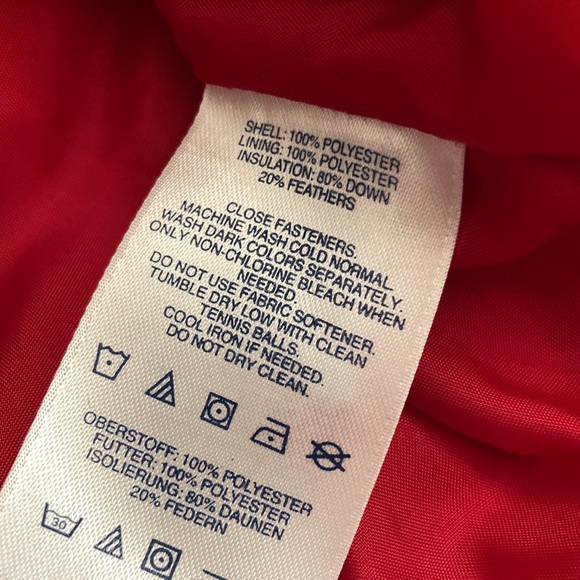 SHELL: 100% POLYESTER
LINING: 100% POLYESTER
INSULATION: 80% DOWN
20% FEATHERS
CLOSE FASTENERS.
MACHINE WASH COLD NORMAL.
WASH DARK COLORS SEPARATELY.
ONLY NON-CHLORINE BLEACH WHEN
NEEDED.
DO NOT USE FABRIC SOFTENER.
TUMBLE DRY LOW WITH CLEAN
TENNIS BALLS.
COOL IRON IF NEEDED.
DO NOT DRY CLEAN.
OBERSTOFF: 100% POLYESTER
FUTTER: 100% POLYESTER
ISOLIERUNG: 80% DAUNEN
20% FEDERN
30